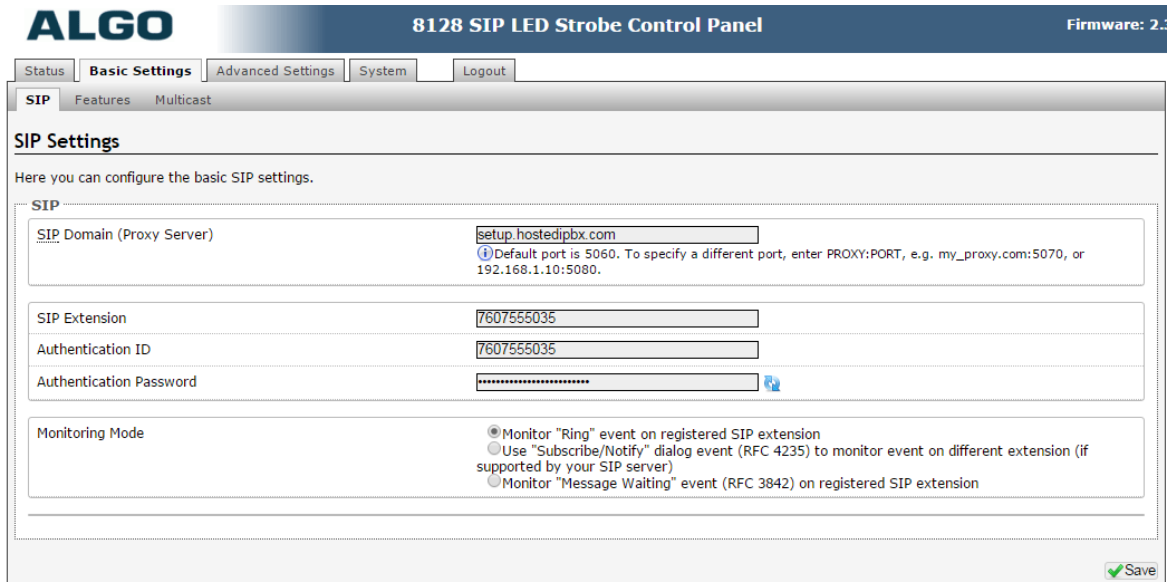 ALGO
8128 SIP LED Strobe Control Panel
Firmware: 2.3
Status Basic Settings Advanced Settings System Logout
SIP Features Multicast
SIP Settings
Here you can configure the basic SIP settings.
SIP
SIP Domain (Proxy Server)
setup.hostedipbx.com
Default port is 5060. To specify a different port, enter PROXY:PORT, e.g. my_proxy.com:5070, or
192.168.1.10:5080.
SIP Extension
7607555035
Authentication ID
7607555035
Authentication Password
•••••••••••••••••••••••••
Monitoring Mode
Monitor "Ring" event on registered SIP extension
Use "Subscribe/Notify" dialog event (RFC 4235) to monitor event on different extension (if
supported by your SIP server)
Monitor "Message Waiting" event (RFC 3842) on registered SIP extension
Save